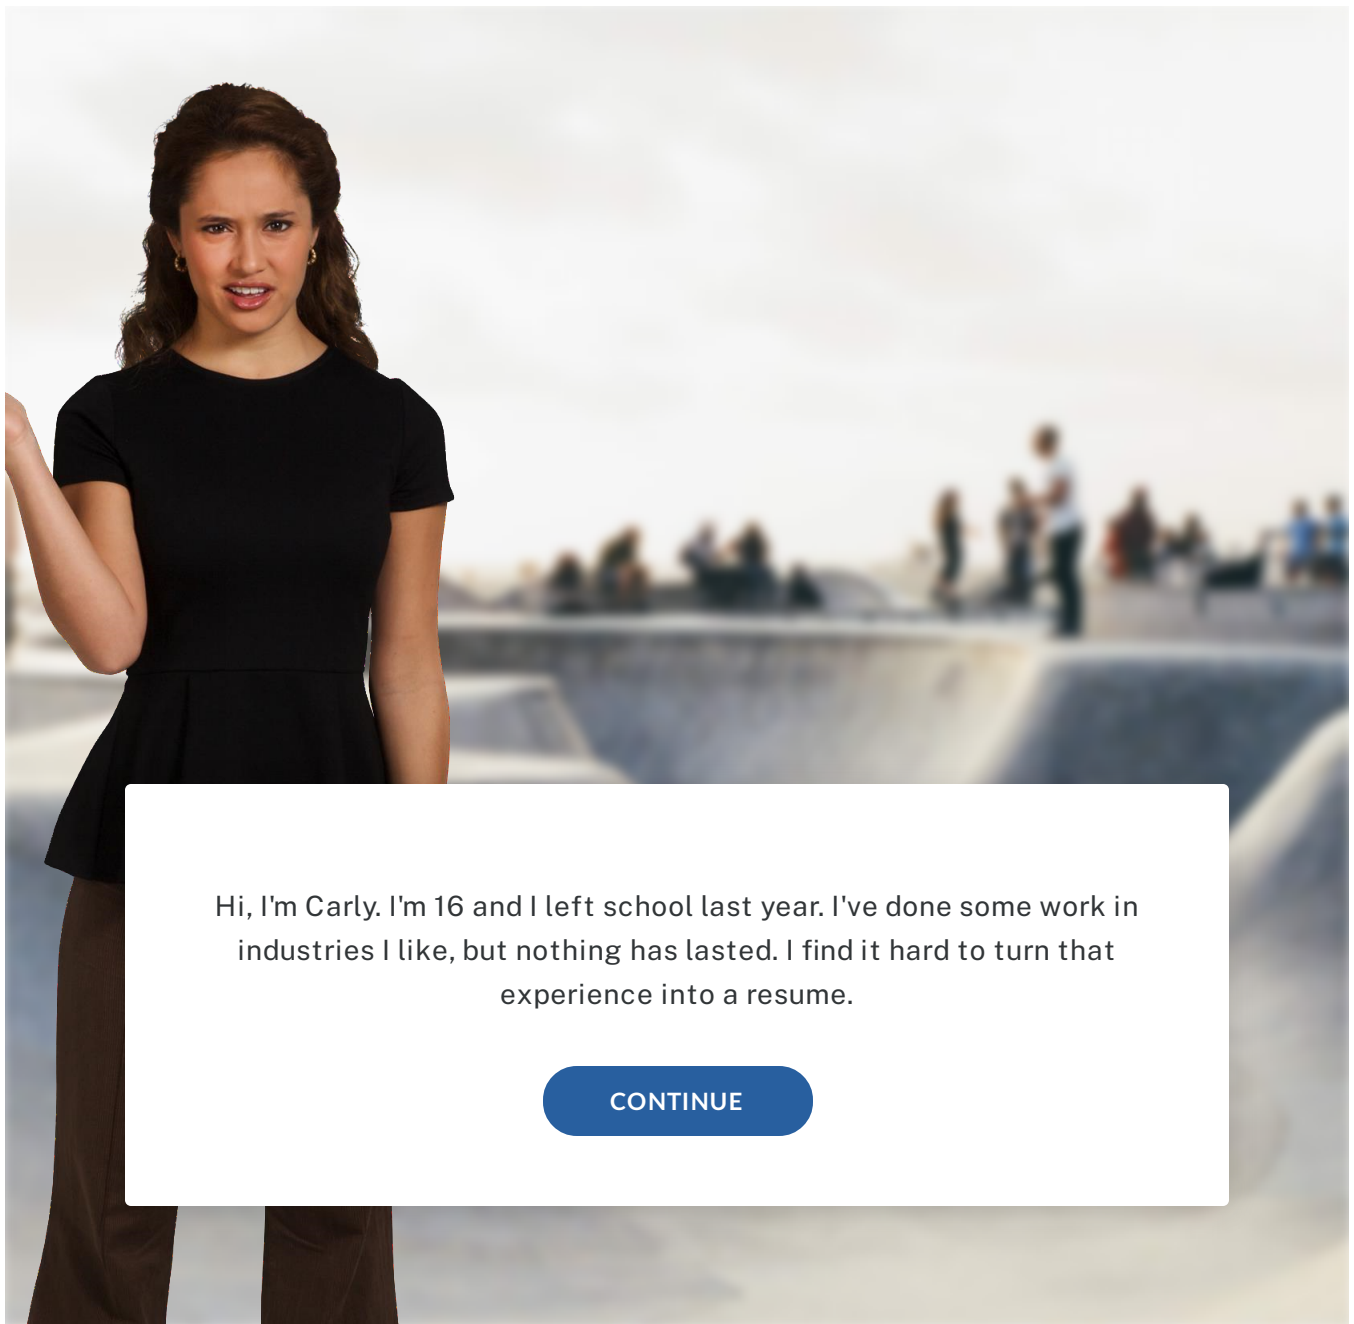 Hi, I'm Carly. I'm 16 and I left school last year. I've done some work in
industries I like, but nothing has lasted. I find it hard to turn that
experience into a resume.
CONTINUE